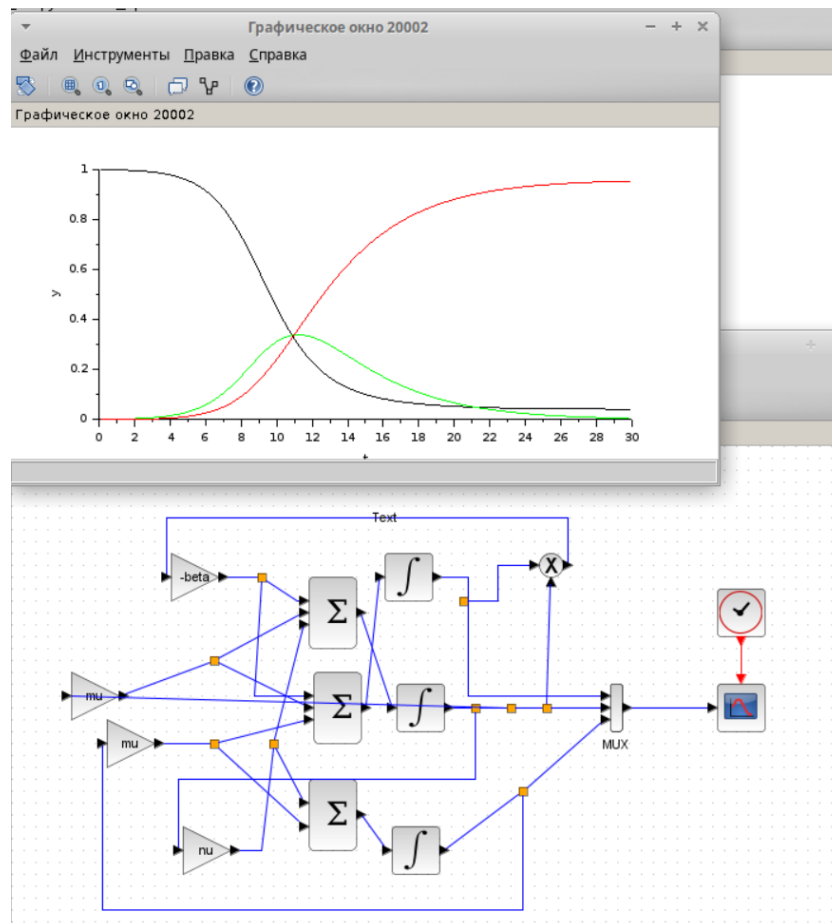 Графическое окно 20002
Файл Инструменты Правка Справка
Графическое окно 20002
1
0.8
0.6
0.4
0.2
0
y
0 2 4 6 8 10 12 14 16 18 20 22 24 26 28 30
Text
-beta
X
Σ
∫
mu
Σ
∫
mu
MUX
Σ
∫
nu